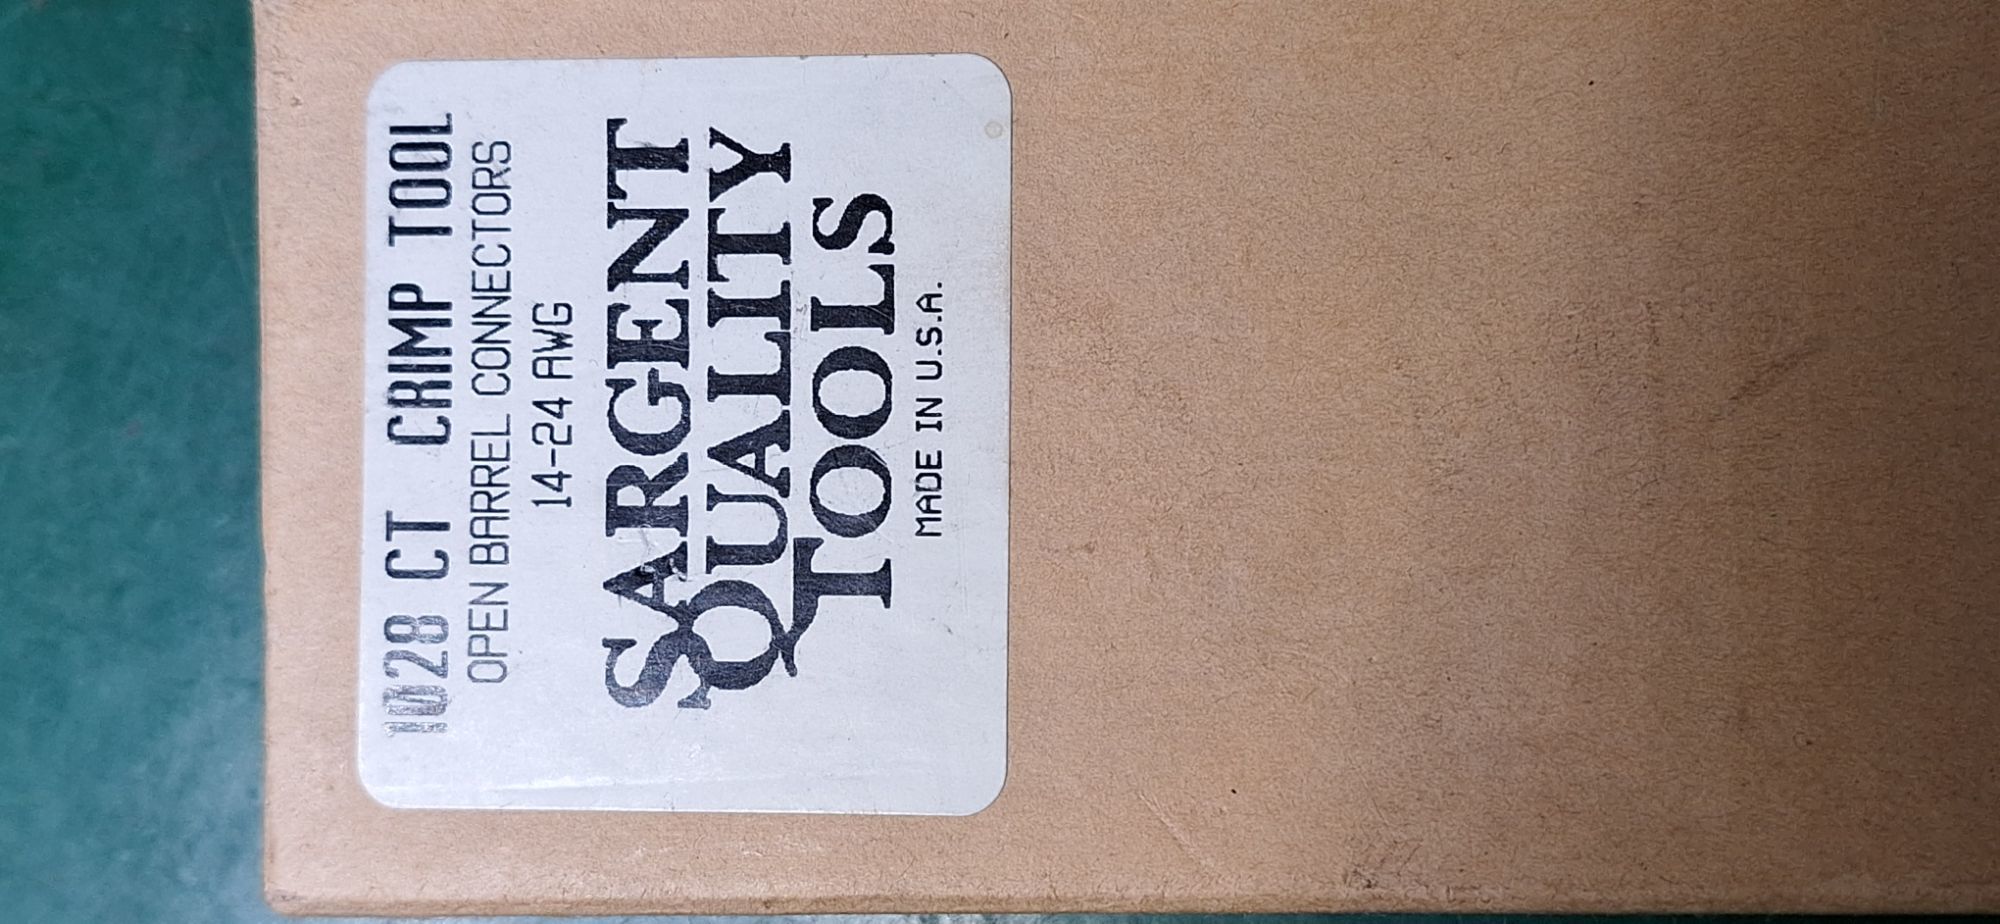 1028 CT CRIMP TOOL
OPEN BARREL CONNECTORS
14-24 AWG
SARGENT
QUALITY
TOOLS
MADE IN U.S.A.